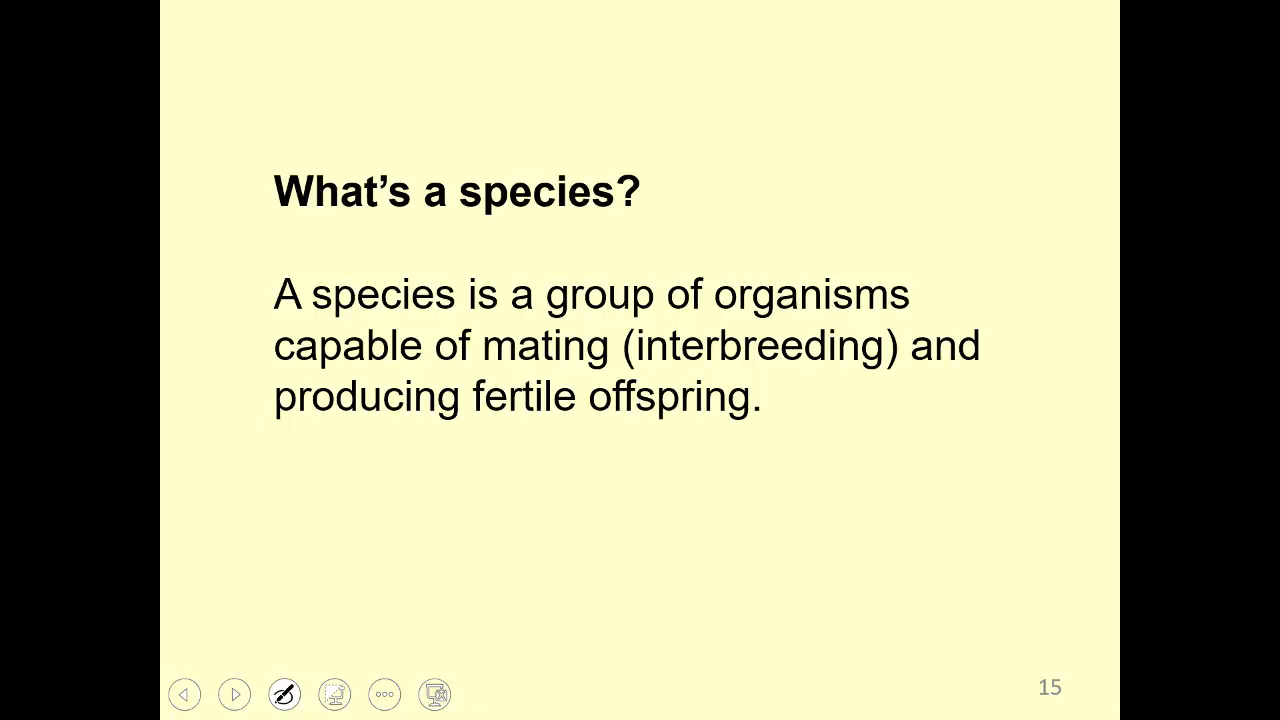 What’s a species?
A species is a group of organisms
capable of mating (interbreeding) and
producing fertile offspring.
15